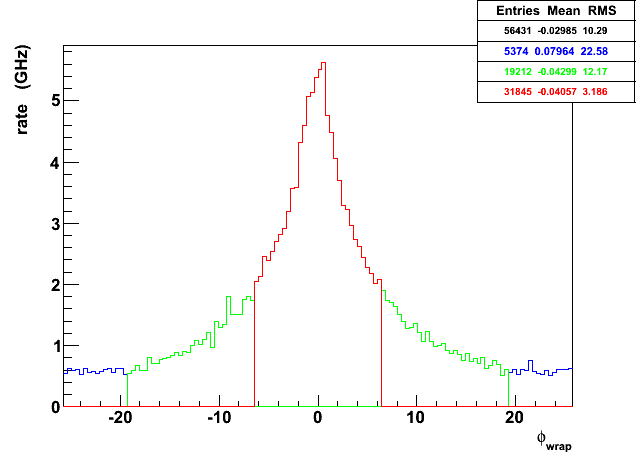 Entries Mean RMS
56431 -0.02985 10.29
5374 0.07964 22.58
19212 -0.04299 12.17
31845 -0.04057 3.186
rate (GHz)
5
4
3
2
1
0
-20 -10 0 10 20
ϕwrap